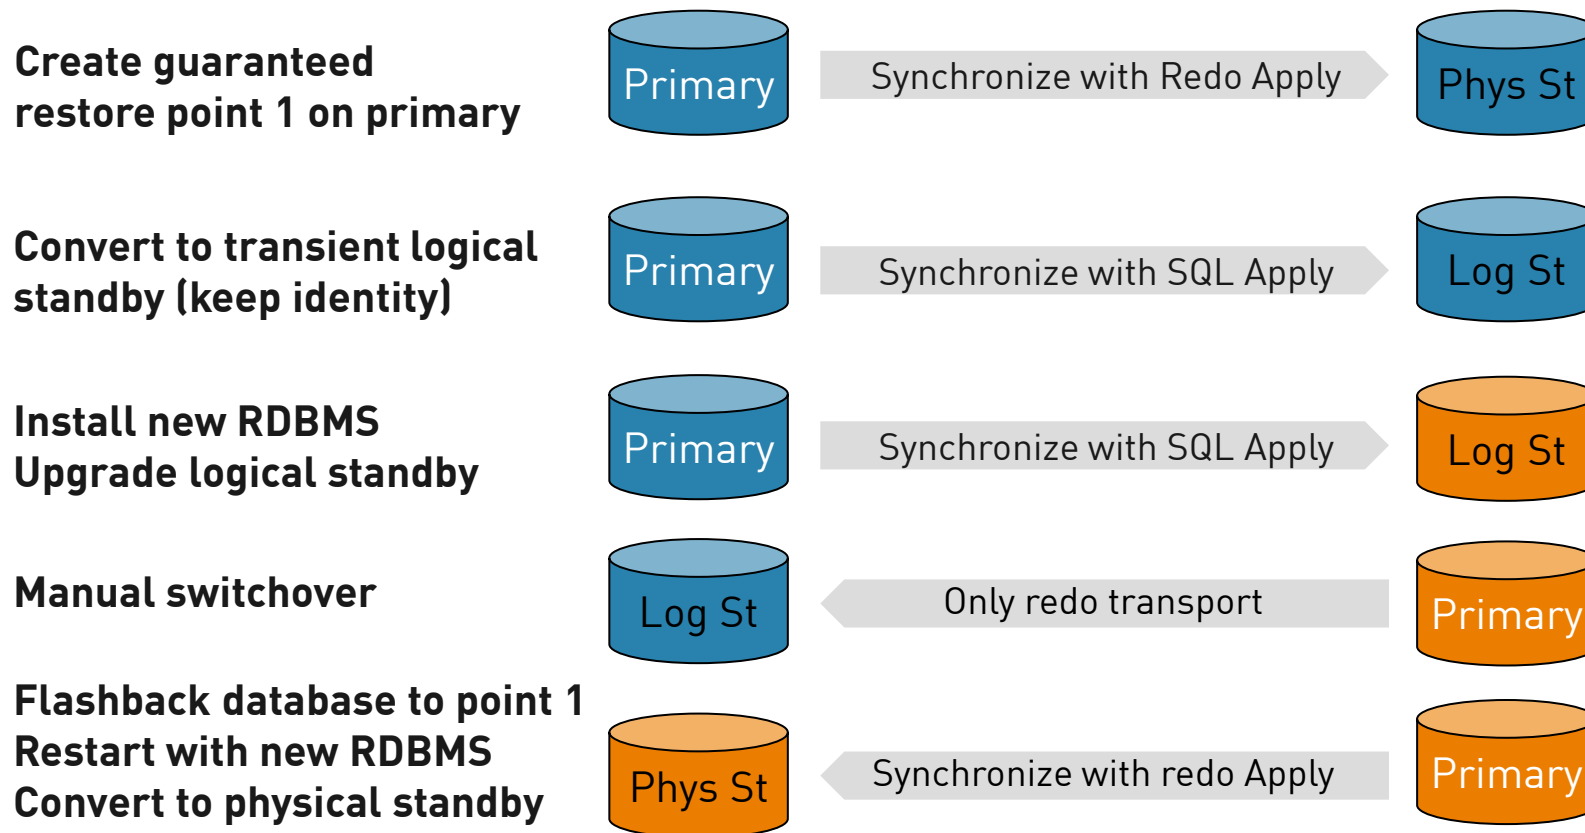 Create guaranteed
restore point 1 on primary
Primary
Synchronize with Redo Apply
Phys St
Convert to transient logical
standby (keep identity)
Primary
Synchronize with SQL Apply
Log St
Install new RDBMS
Upgrade logical standby
Primary
Synchronize with SQL Apply
Log St
Manual switchover
Log St
Only redo transport
Primary
Flashback database to point 1
Restart with new RDBMS
Convert to physical standby
Phys St
Synchronize with redo Apply
Primary